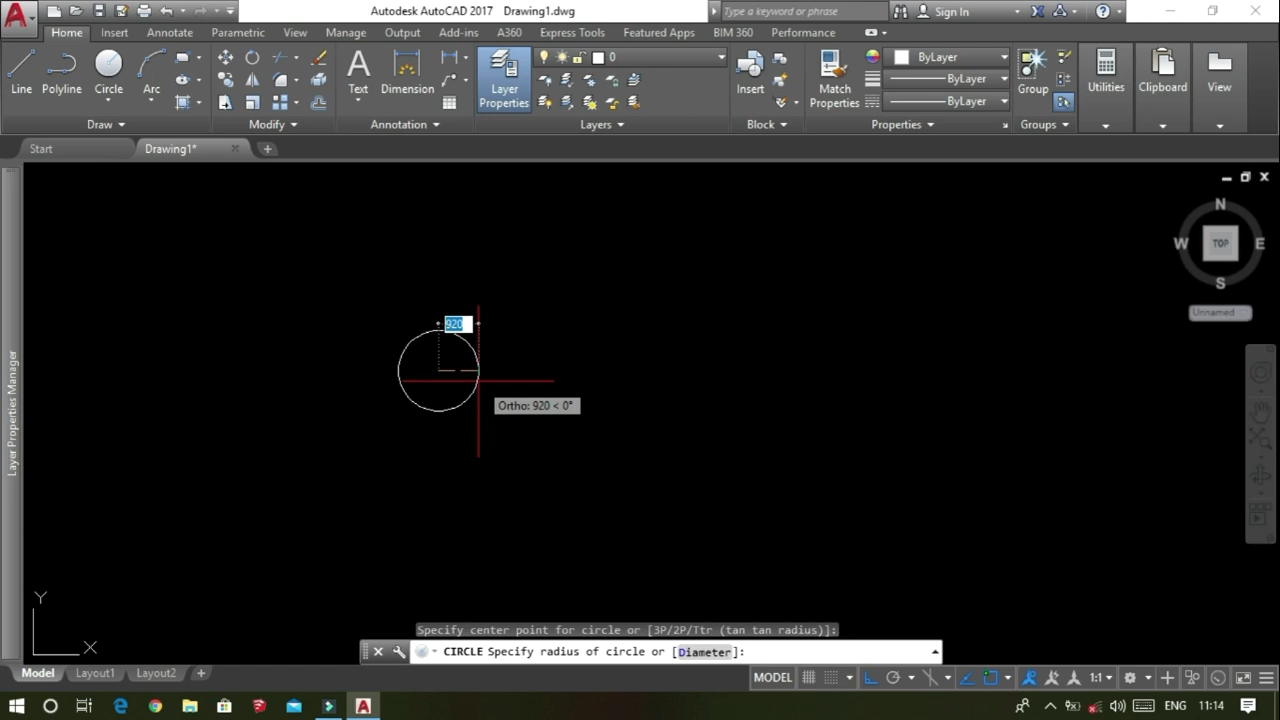 Autodesk AutoCAD 2017 Drawing1.dwg
Type a keyword or phrase
Sign In
Home Insert Annotate Parametric View Manage Output Add-ins A360 Express Tools Featured Apps BIM 360 Performance
Line Polyline Circle Arc
Text Dimension
Layer Properties
0
Insert
Match Properties
ByLayer
ByLayer
ByLayer
Group
Utilities
Clipboard
View
Draw Modify Annotation Layers Block Properties Groups
Start Drawing1* +
N
W TOP E
S
Unnamed
920
Ortho: 920 < 0°
Layer Properties Manager
Y
X
Specify center point for circle or [3P/2P/Ttr (tan tan radius)]:
CIRCLE Specify radius of circle or [Diameter]:
Model Layout1 Layout2 +
MODEL 1:1
ENG 11:14